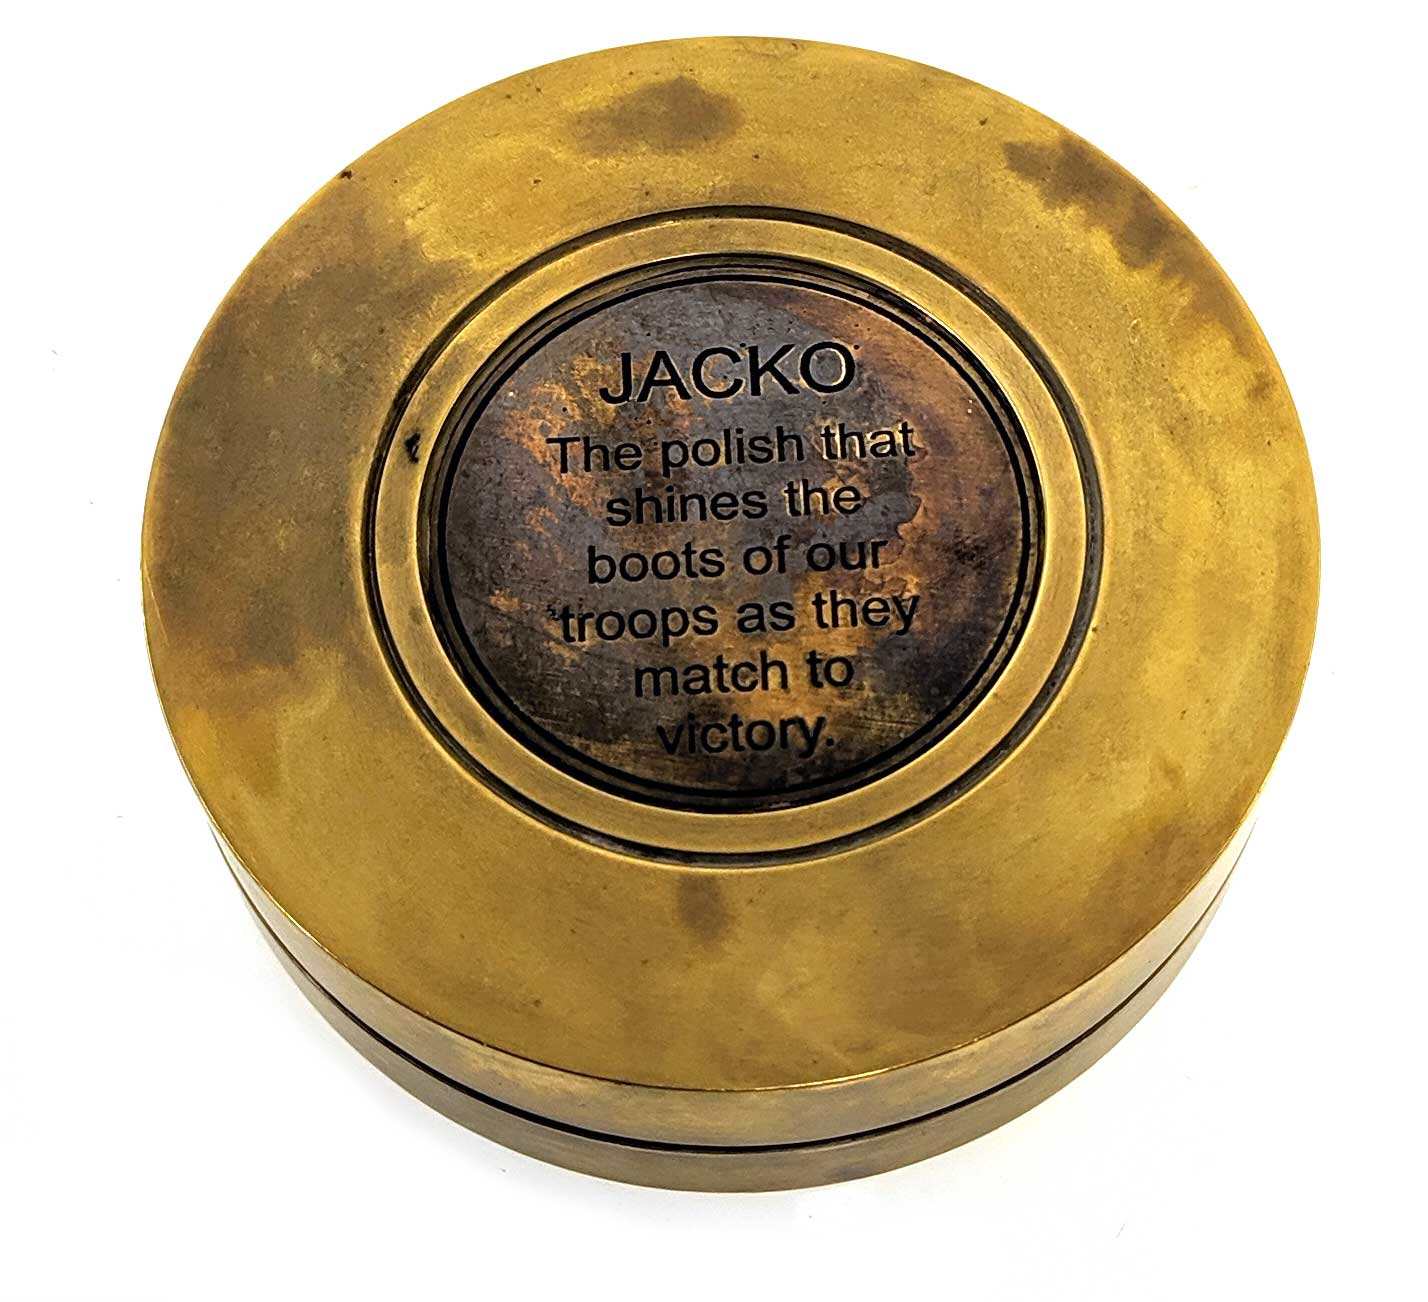 JACKO
The polish that
shines the
boots of our
troops as they
match to
victory.